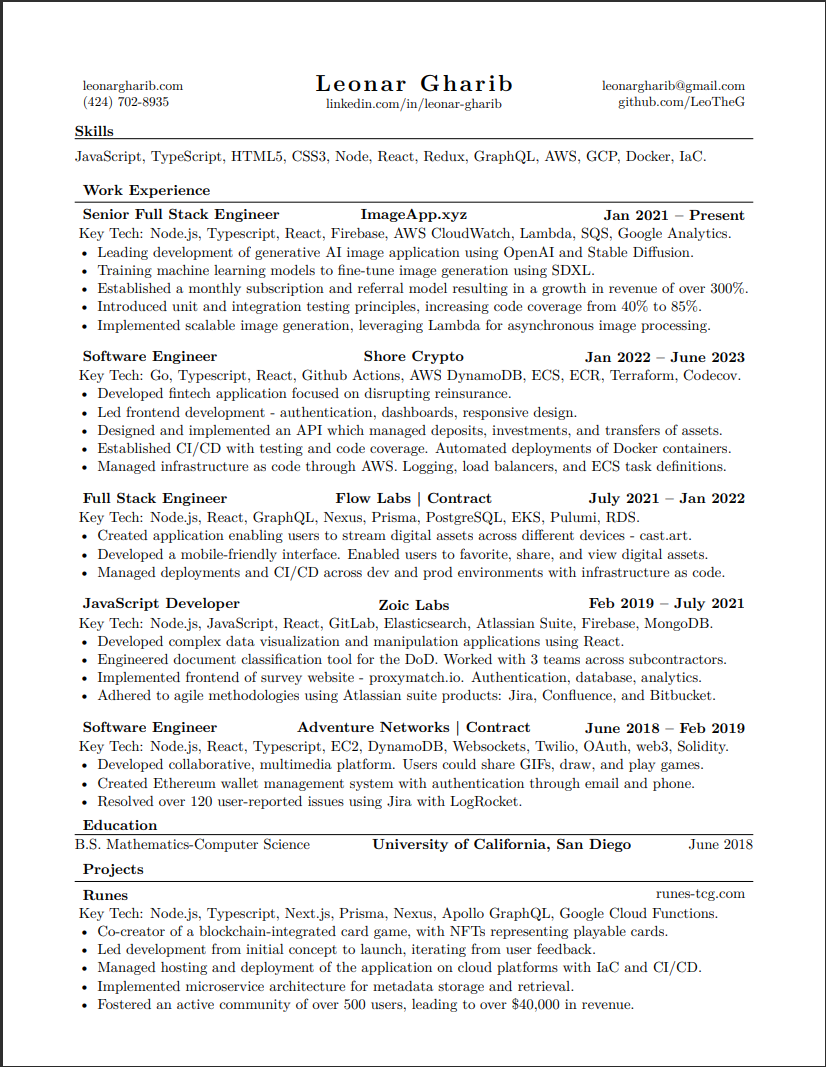 leonargharib.com Leonar Gharib leonargharib@gmail.com
(424) 702-8935 linkedin.com/in/leonar-gharib github.com/LeoTheG
Skills
JavaScript, TypeScript, HTML5, CSS3, Node, React, Redux, GraphQL, AWS, GCP, Docker, IaC.
Work Experience
Senior Full Stack Engineer ImageApp.xyz Jan 2021 – Present
Key Tech: Node.js, Typescript, React, Firebase, AWS CloudWatch, Lambda, SQS, Google Analytics.
• Leading development of generative AI image application using OpenAI and Stable Diffusion.
• Training machine learning models to fine-tune image generation using SDXL.
• Established a monthly subscription and referral model resulting in a growth in revenue of over 300%.
• Introduced unit and integration testing principles, increasing code coverage from 40% to 85%.
• Implemented scalable image generation, leveraging Lambda for asynchronous image processing.
Software Engineer Shore Crypto Jan 2022 – June 2023
Key Tech: Go, Typescript, React, Github Actions, AWS DynamoDB, ECS, ECR, Terraform, Codecov.
• Developed fintech application focused on disrupting reinsurance.
• Led frontend development - authentication, dashboards, responsive design.
• Designed and implemented an API which managed deposits, investments, and transfers of assets.
• Established CI/CD with testing and code coverage. Automated deployments of Docker containers.
• Managed infrastructure as code through AWS. Logging, load balancers, and ECS task definitions.
Full Stack Engineer Flow Labs | Contract July 2021 – Jan 2022
Key Tech: Node.js, React, GraphQL, Nexus, Prisma, PostgreSQL, EKS, Pulumi, RDS.
• Created application enabling users to stream digital assets across different devices - cast.art.
• Developed a mobile-friendly interface. Enabled users to favorite, share, and view digital assets.
• Managed deployments and CI/CD across dev and prod environments with infrastructure as code.
JavaScript Developer Zoic Labs Feb 2019 – July 2021
Key Tech: Node.js, JavaScript, React, GitLab, Elasticsearch, Atlassian Suite, Firebase, MongoDB.
• Developed complex data visualization and manipulation applications using React.
• Engineered document classification tool for the DoD. Worked with 3 teams across subcontractors.
• Implemented frontend of survey website - proxymatch.io. Authentication, database, analytics.
• Adhered to agile methodologies using Atlassian suite products: Jira, Confluence, and Bitbucket.
Software Engineer Adventure Networks | Contract June 2018 – Feb 2019
Key Tech: Node.js, React, Typescript, EC2, DynamoDB, Websockets, Twilio, OAuth, web3, Solidity.
• Developed collaborative, multimedia platform. Users could share GIFs, draw, and play games.
• Created Ethereum wallet management system with authentication through email and phone.
• Resolved over 120 user-reported issues using Jira with LogRocket.
Education
B.S. Mathematics-Computer Science University of California, San Diego June 2018
Projects
Runes runes-tcg.com
Key Tech: Node.js, Typescript, Next.js, Prisma, Nexus, Apollo GraphQL, Google Cloud Functions.
• Co-creator of a blockchain-integrated card game, with NFTs representing playable cards.
• Led development from initial concept to launch, iterating from user feedback.
• Managed hosting and deployment of the application on cloud platforms with IaC and CI/CD.
• Implemented microservice architecture for metadata storage and retrieval.
• Fostered an active community of over 500 users, leading to over $40,000 in revenue.